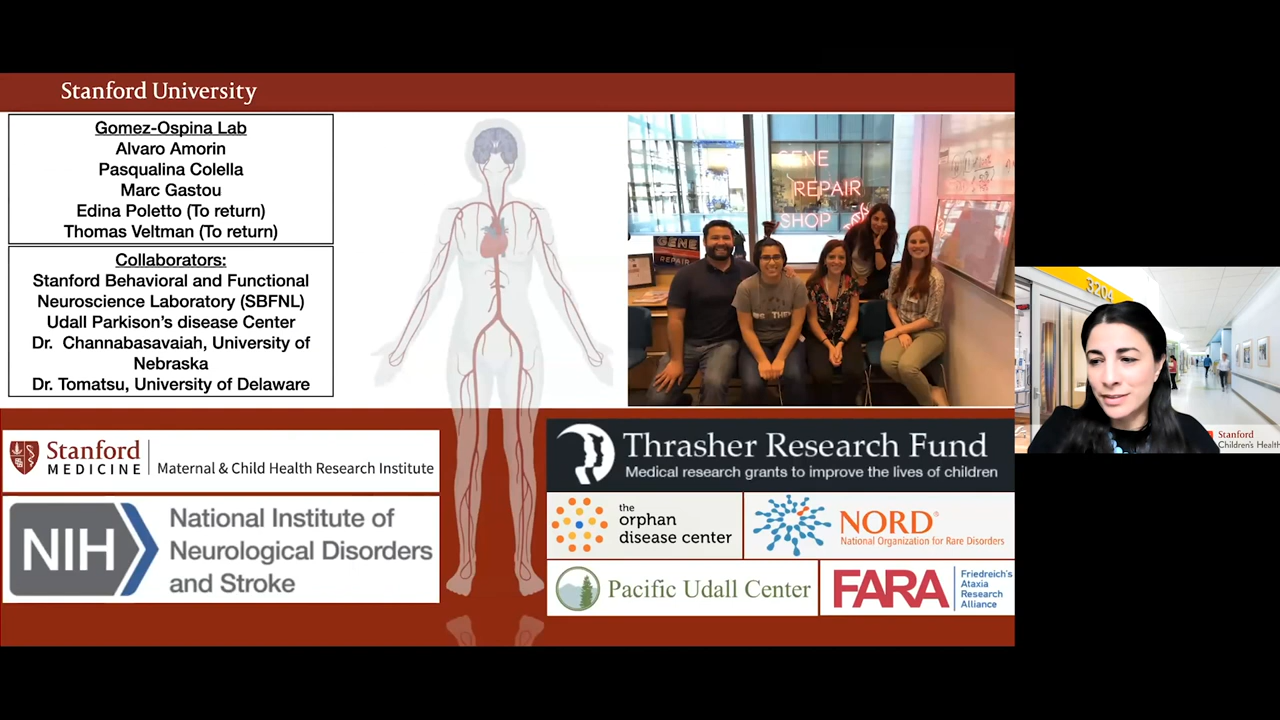 Stanford University
Gomez-Ospina Lab
Alvaro Amorin
Pasqualina Colella
Marc Gastou
Edina Poletto (To return)
Thomas Veltman (To return)
Collaborators:
Stanford Behavioral and Functional
Neuroscience Laboratory (SBFNL)
Udall Parkison's disease Center
Dr. Channabasavaiah, University of
Nebraska
Dr. Tomatsu, University of Delaware
GENE
REPAIR
SHOP
GENE
REPAIR
3204
Stanford
Children's Health
Stanford
MEDICINE
Maternal & Child Health Research Institute
NIH
National Institute of
Neurological Disorders
and Stroke
Thrasher Research Fund
Medical research grants to improve the lives of children
the
orphan
disease center
NORD®
National Organization for Rare Disorders
Pacific Udall Center
FARA
Friedreich's
Ataxia
Research
Alliance